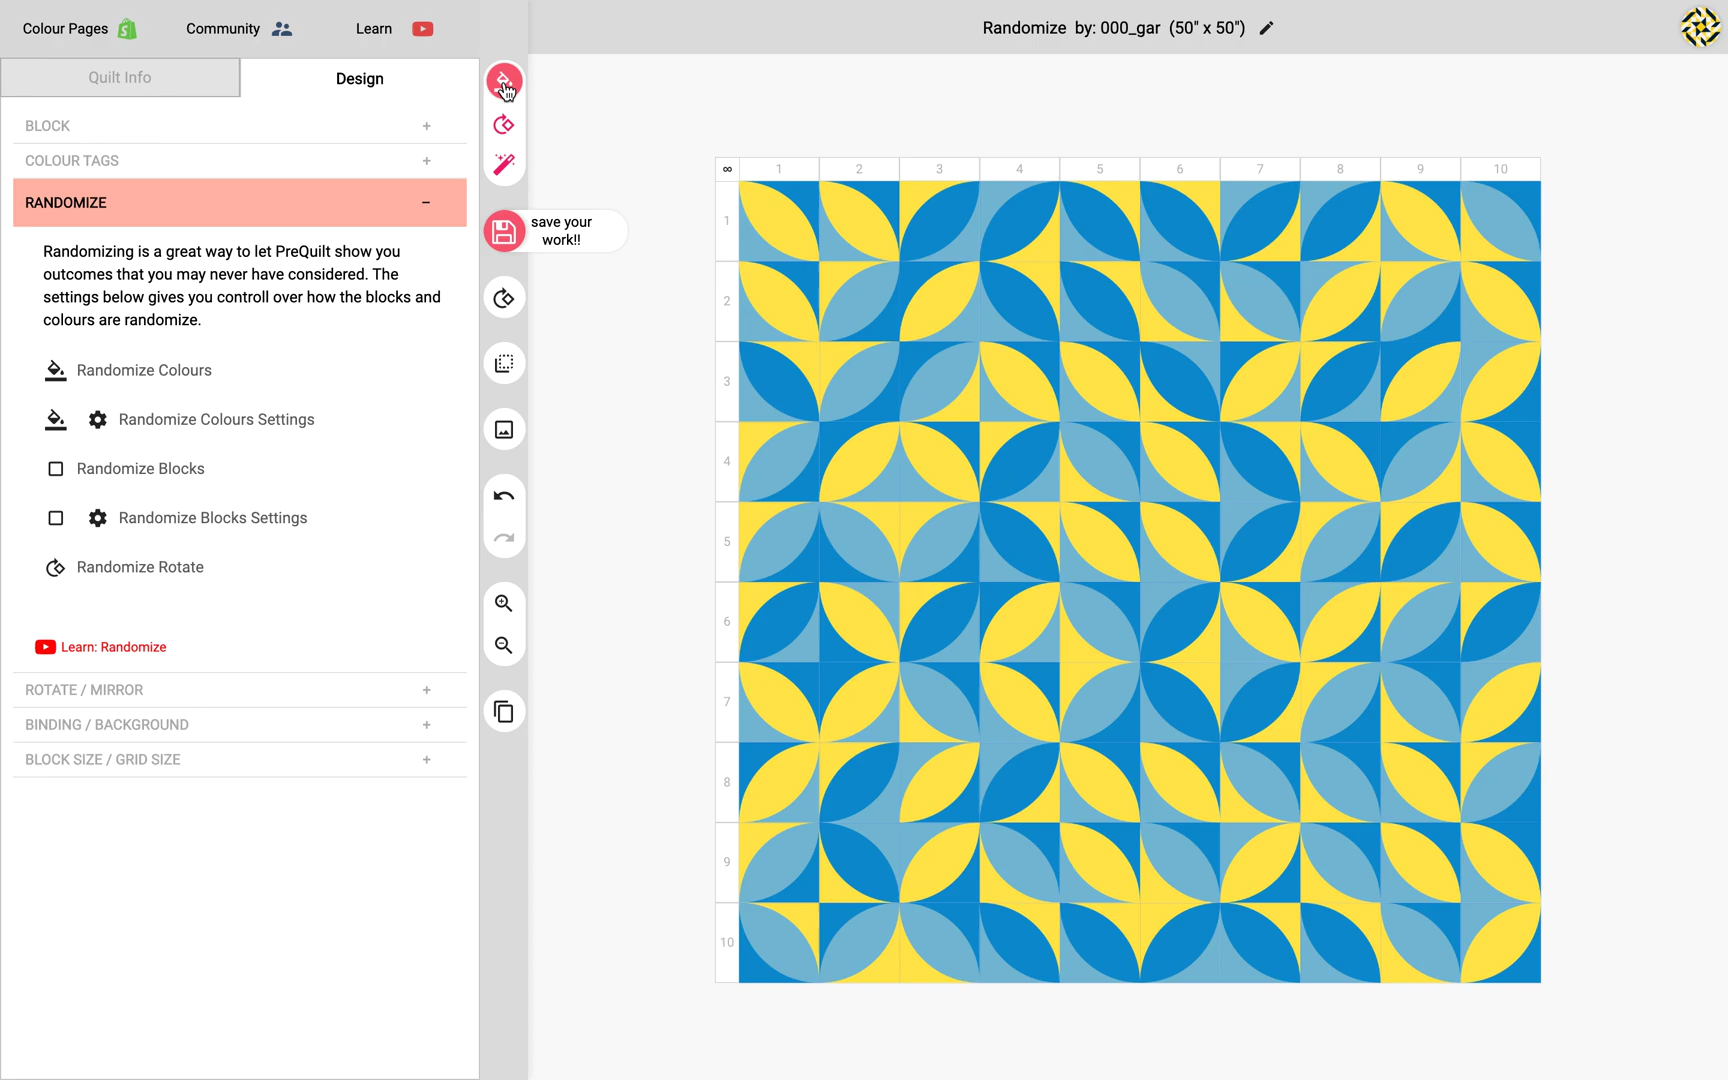 Colour Pages
Community
Learn
Randomize by: 000_gar (50" x 50")
Quilt Info
Design
BLOCK +
COLOUR TAGS +
RANDOMIZE −
Randomizing is a great way to let PreQuilt show you
outcomes that you may never have considered. The
settings below gives you controll over how the blocks and
colours are randomize.
Randomize Colours
Randomize Colours Settings
Randomize Blocks
Randomize Blocks Settings
Randomize Rotate
Learn: Randomize
ROTATE / MIRROR +
BINDING / BACKGROUND +
BLOCK SIZE / GRID SIZE +
save your
work!!
∞ 1 2 3 4 5 6 7 8 9 10
1
2
3
4
5
6
7
8
9
10